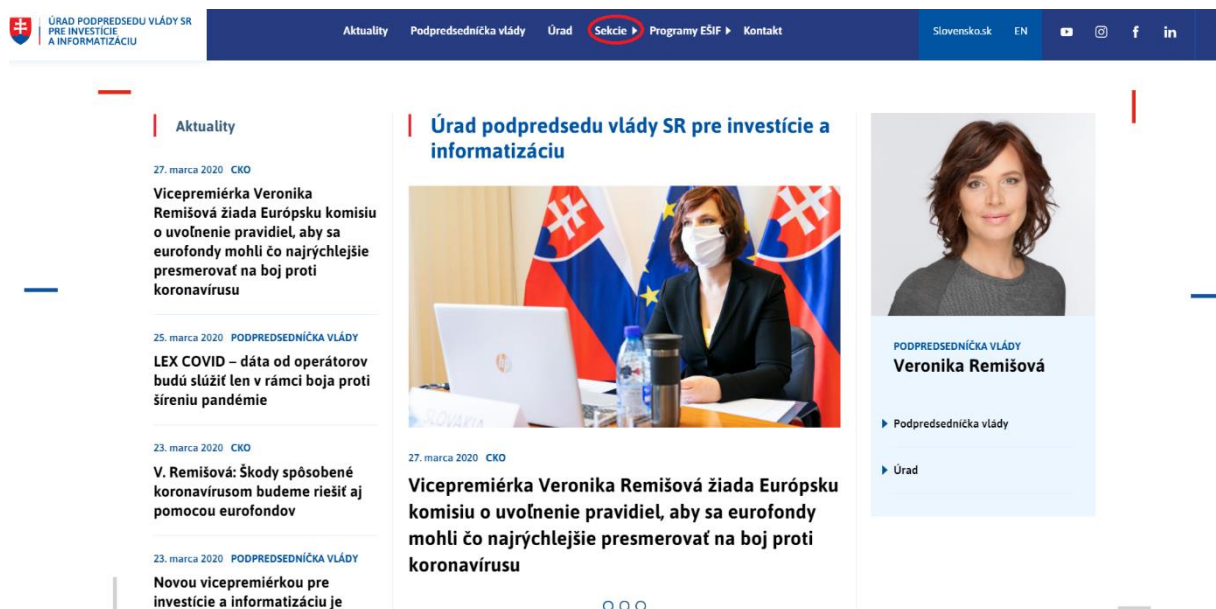 ÚRAD PODPREDSEDU VLÁDY SR
PRE INVESTÍCIE
A INFORMATIZÁCIU
Aktuality Podpredsedníčka vlády Úrad Sekcie Programy EŠIF Kontakt
Slovensko.sk EN
Aktuality
27. marca 2020 CKO
Vicepremiérka Veronika
Remišová žiada Európsku komisiu
o uvoľnenie pravidiel, aby sa
eurofondy mohli čo najrýchlejšie
presmerovať na boj proti
koronavírusu
25. marca 2020 PODPREDSEDNÍČKA VLÁDY
LEX COVID – dáta od operátorov
budú slúžiť len v rámci boja proti
šíreniu pandémie
23. marca 2020 CKO
V. Remišová: Škody spôsobené
koronavírusom budeme riešiť aj
pomocou eurofondov
23. marca 2020 PODPREDSEDNÍČKA VLÁDY
Novou vicepremiérkou pre
investície a informatizáciu je
Úrad podpredsedu vlády SR pre investície a
informatizáciu
hp
SLOVAKIA
27. marca 2020 CKO
Vicepremiérka Veronika Remišová žiada Európsku
komisiu o uvoľnenie pravidiel, aby sa eurofondy
mohli čo najrýchlejšie presmerovať na boj proti
koronavírusu
PODPREDSEDNÍČKA VLÁDY
Veronika Remišová
Podpredsedníčka vlády
Úrad